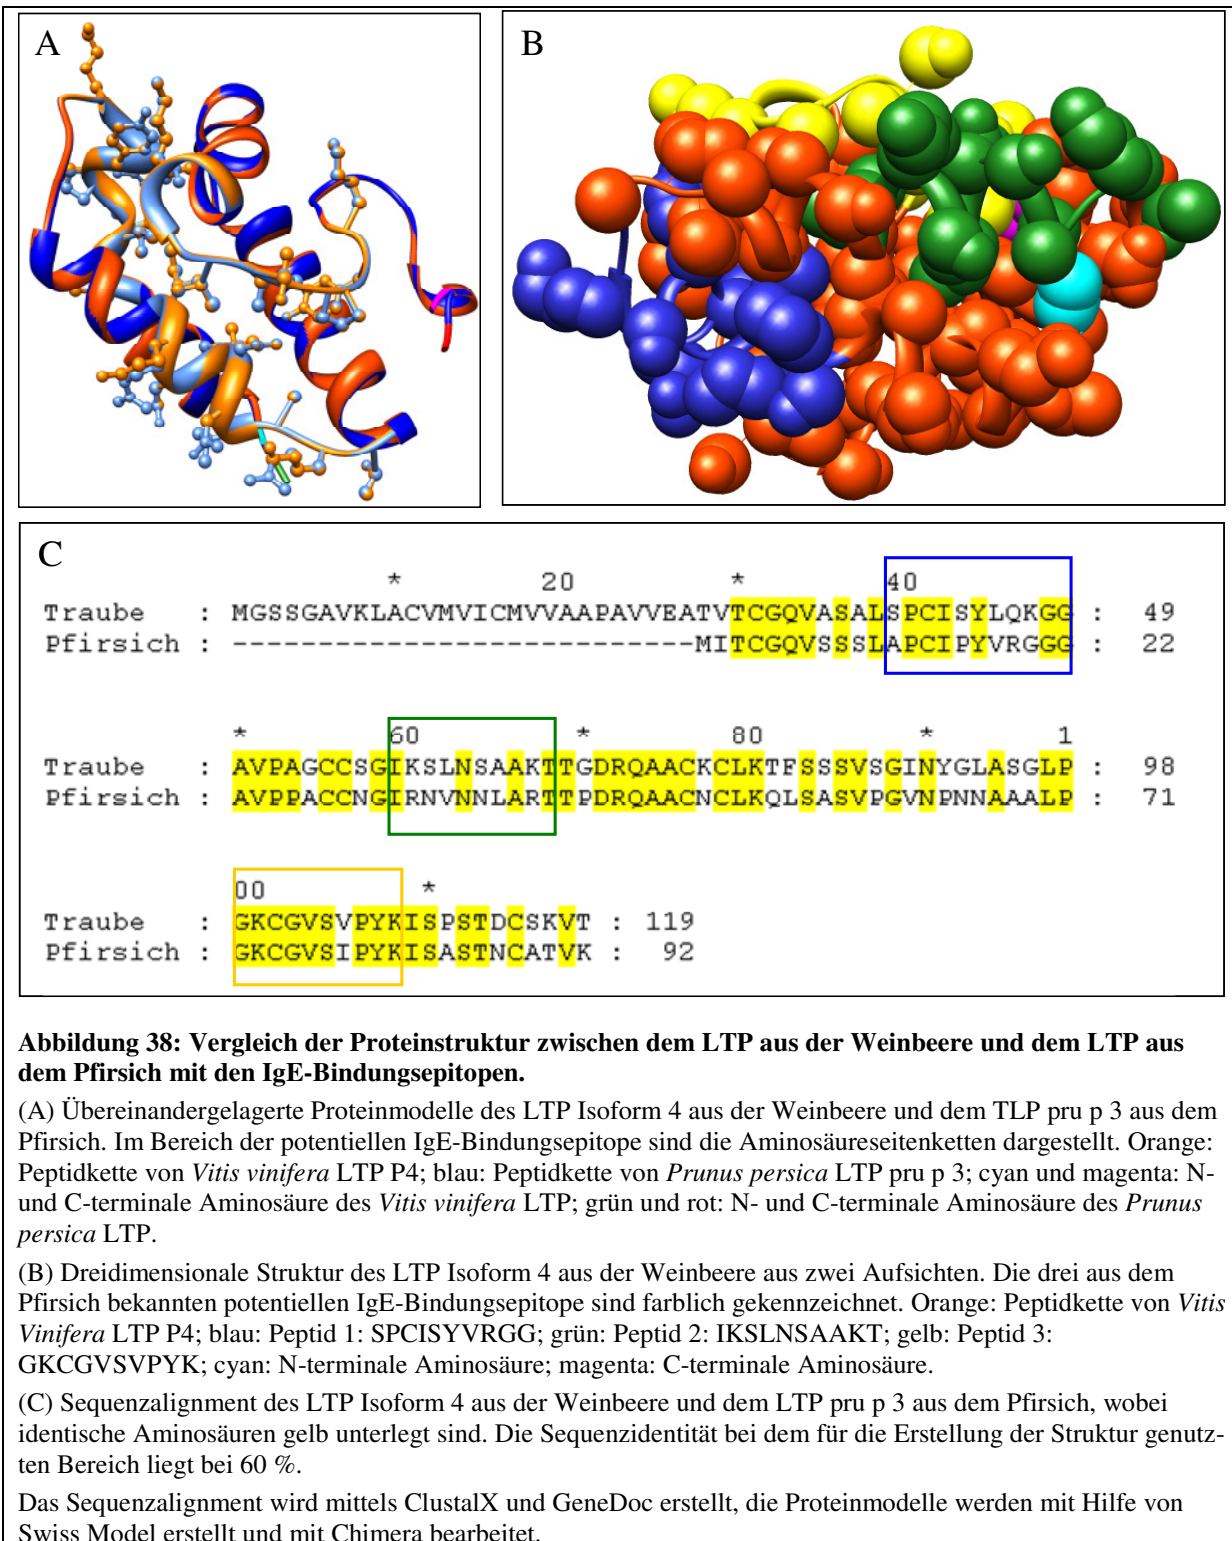 A
B
C
* 20 * 40
Traube : MGSSGAVKLACVMVICMVVAAPAVVEATVTCGQVASALSPCISYLQKGG : 49
Pfirsich : ---------------------------MITCGQVSSSLAPCIPYVRGGG : 22
* 60 * 80 * 1
Traube : AVPAGCCSGIKSLNSAAKTTGDRQAACKCLKTFSSSVSGINYGLASGLP : 98
Pfirsich : AVPPACCNGIRNVNNLARTTPDRQAACNCLKQLSASVPGVNPNNAAALP : 71
00 *
Traube : GKCGVSVPYKISPSTDCSKVT : 119
Pfirsich : GKCGVSIPYKISASTNCATVK : 92
Abbildung 38: Vergleich der Proteinstruktur zwischen dem LTP aus der Weinbeere und dem LTP aus
dem Pfirsich mit den IgE-Bindungsepitopen.
(A) Übereinandergelagerte Proteinmodelle des LTP Isoform 4 aus der Weinbeere und dem TLP pru p 3 aus dem
Pfirsich. Im Bereich der potentiellen IgE-Bindungsepitope sind die Aminosäureseitenketten dargestellt. Orange:
Peptidkette von Vitis vinifera LTP P4; blau: Peptidkette von Prunus persica LTP pru p 3; cyan und magenta: N-
und C-terminale Aminosäure des Vitis vinifera LTP; grün und rot: N- und C-terminale Aminosäure des Prunus
persica LTP.
(B) Dreidimensionale Struktur des LTP Isoform 4 aus der Weinbeere aus zwei Aufsichten. Die drei aus dem
Pfirsich bekannten potentiellen IgE-Bindungsepitope sind farblich gekennzeichnet. Orange: Peptidkette von Vitis
Vinifera LTP P4; blau: Peptid 1: SPCISYVRGG; grün: Peptid 2: IKSLNSAAKT; gelb: Peptid 3:
GKCGVSVPYK; cyan: N-terminale Aminosäure; magenta: C-terminale Aminosäure.
(C) Sequenzalignment des LTP Isoform 4 aus der Weinbeere und dem LTP pru p 3 aus dem Pfirsich, wobei
identische Aminosäuren gelb unterlegt sind. Die Sequenzidentität bei dem für die Erstellung der Struktur genutz-
ten Bereich liegt bei 60 %.
Das Sequenzalignment wird mittels ClustalX und GeneDoc erstellt, die Proteinmodelle werden mit Hilfe von
Swiss Model erstellt und mit Chimera bearbeitet.